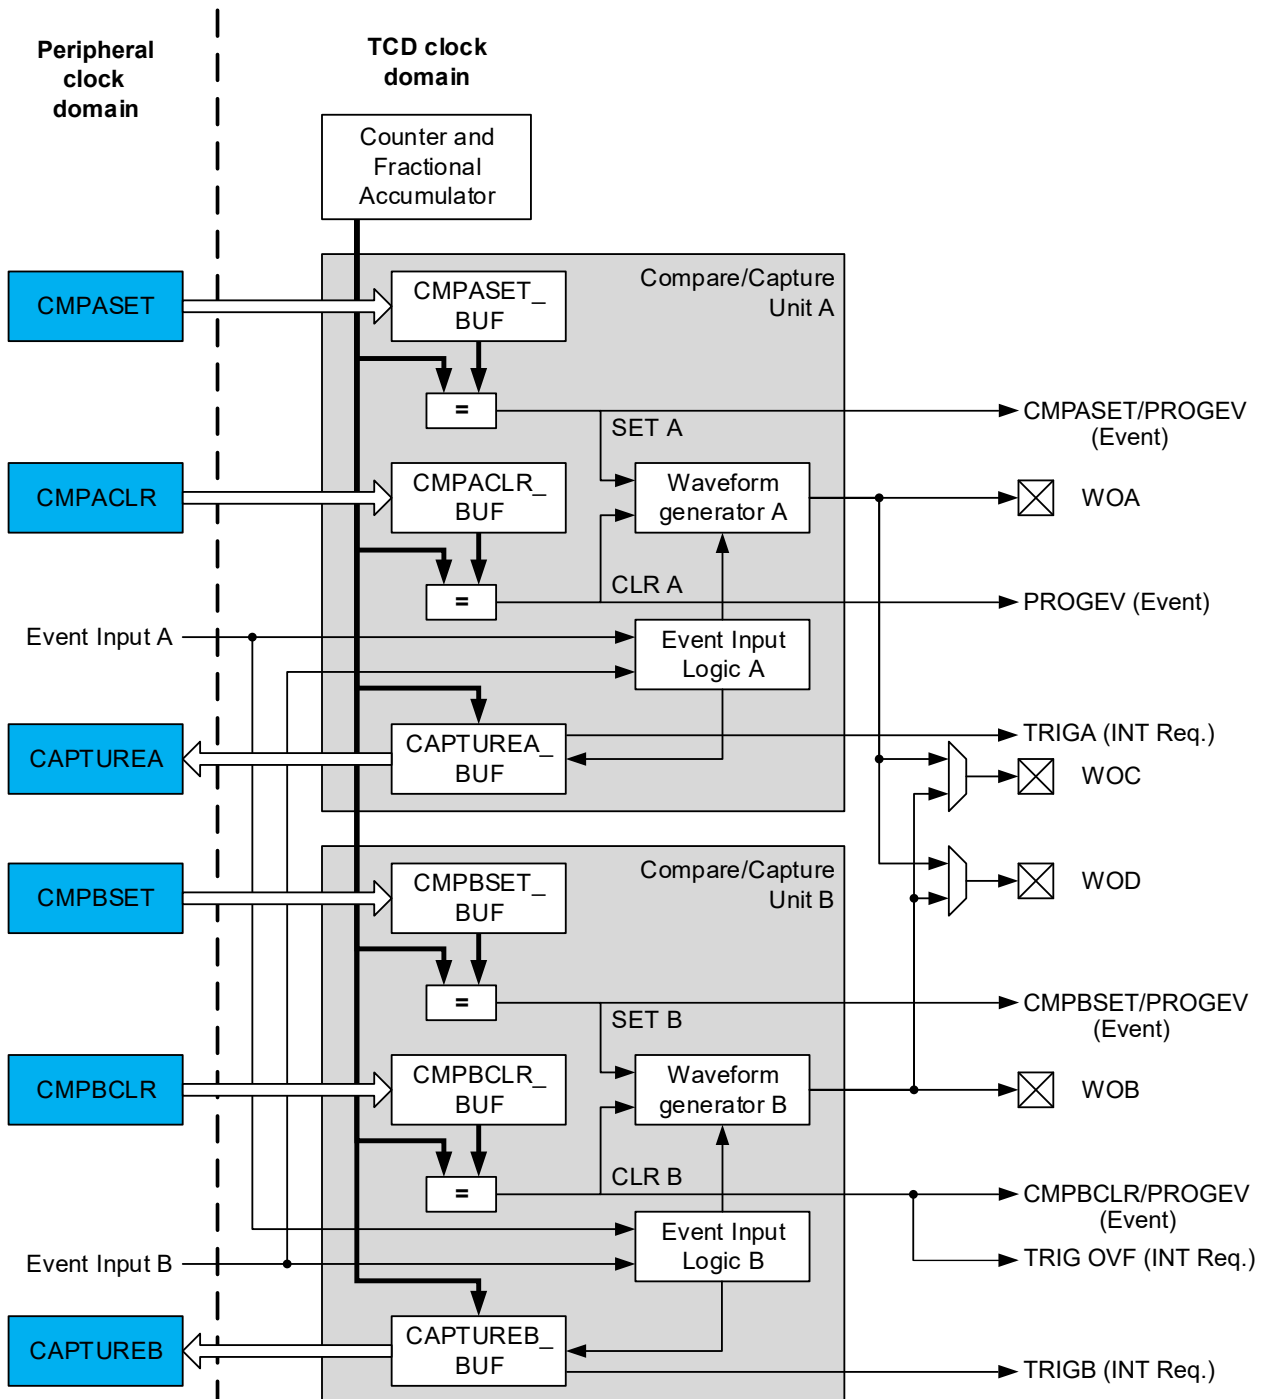 Peripheral
clock
domain
TCD clock
domain
Counter and
Fractional
Accumulator
Compare/Capture
Unit A
CMPASET
CMPASET_
BUF
=
SET A
CMPASET/PROGEV
(Event)
CMPACLR
CMPACLR_
BUF
Waveform
generator A
WOA
=
CLR A
PROGEV (Event)
Event Input A
Event Input
Logic A
CAPTUREA
CAPTUREA_
BUF
TRIGA (INT Req.)
WOC
Compare/Capture
Unit B
CMPBSET
CMPBSET_
BUF
WOD
=
SET B
CMPBSET/PROGEV
(Event)
CMPBCLR
CMPBCLR_
BUF
Waveform
generator B
WOB
=
CLR B
CMPBCLR/PROGEV
(Event)
Event Input B
Event Input
Logic B
TRIG OVF (INT Req.)
CAPTUREB
CAPTUREB_
BUF
TRIGB (INT Req.)